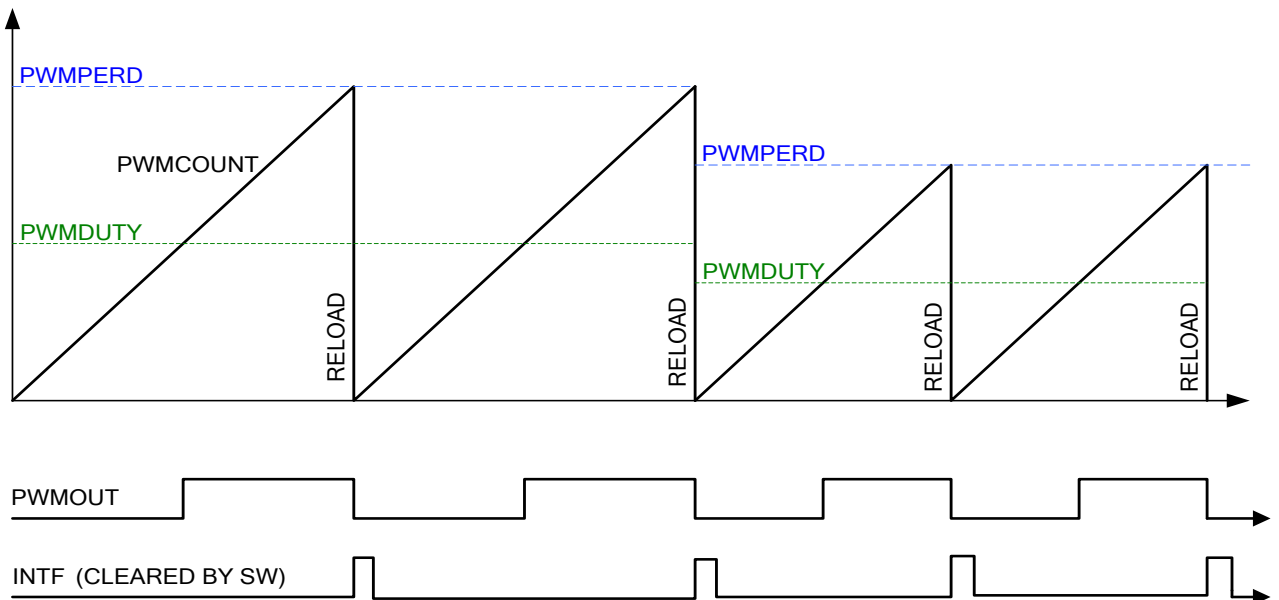 PWMPERD
PWMCOUNT
PWMPERD
PWMDUTY
PWMDUTY
RELOAD
RELOAD
RELOAD
RELOAD
PWMOUT
INTF (CLEARED BY SW)